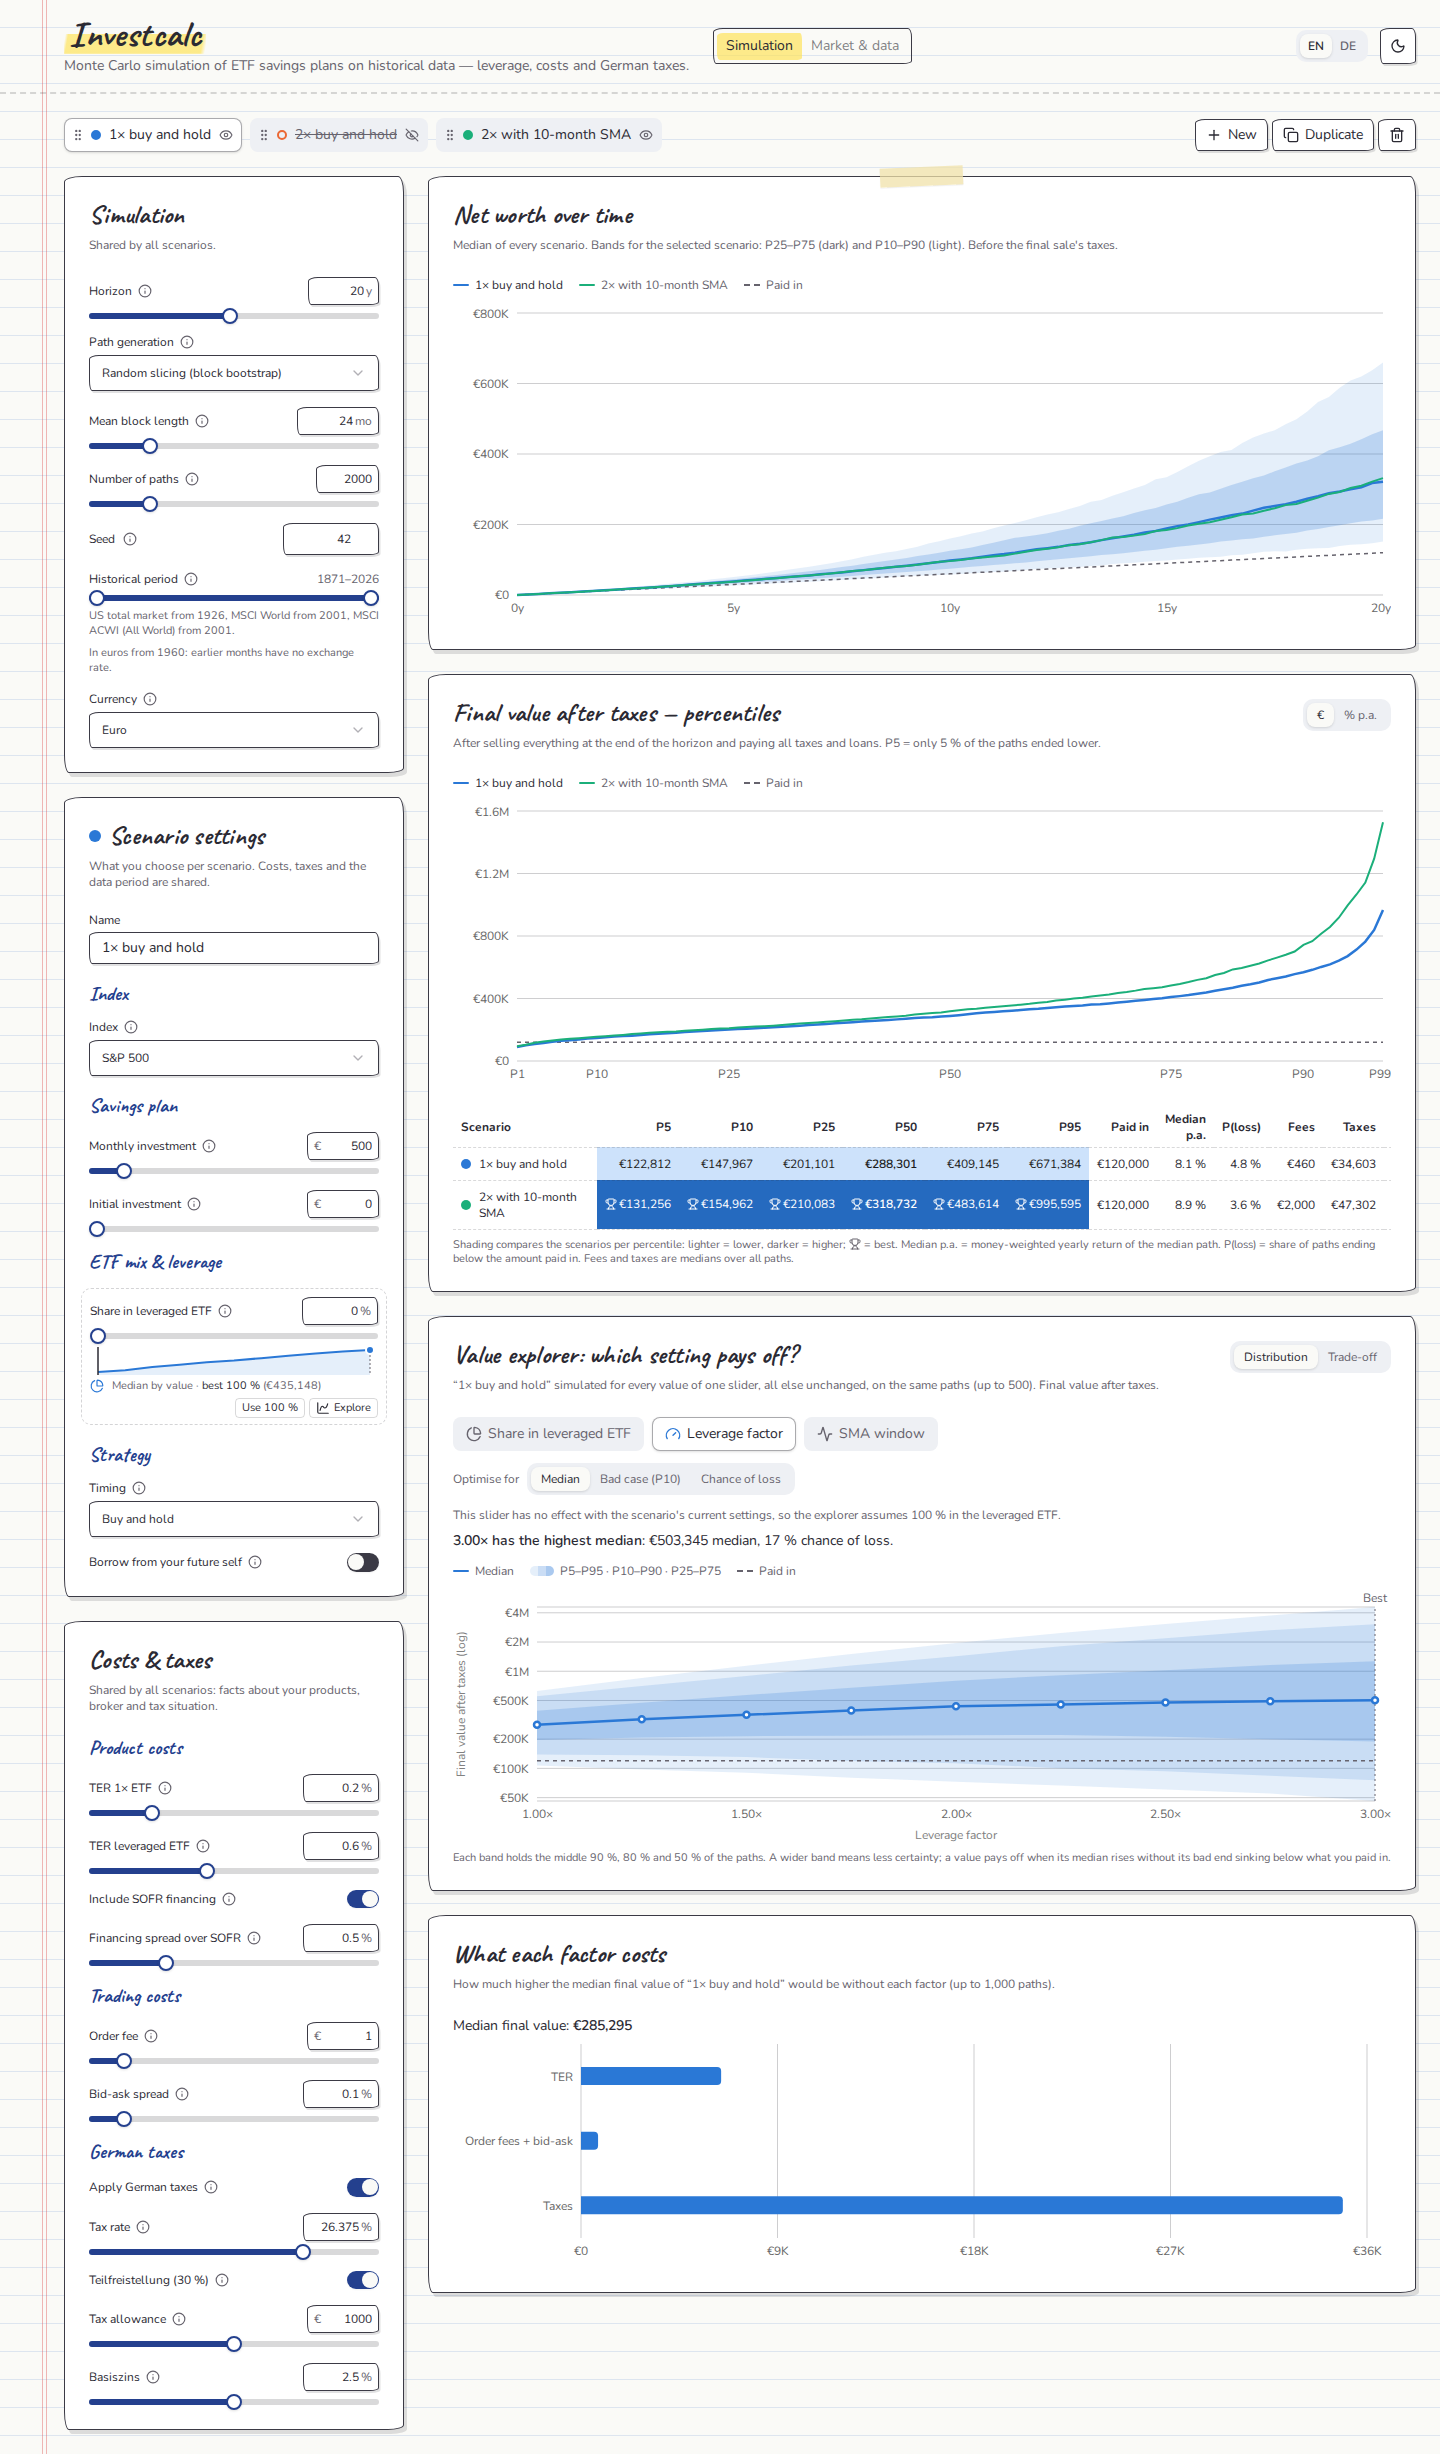 Investcalc
Monte Carlo simulation of ETF savings plans on historical data — leverage, costs and German taxes.
Simulation Market & data
EN DE
1× buy and hold
2× buy and hold
2× with 10-month SMA
New
Duplicate
Simulation
Shared by all scenarios.
Horizon 20 y
Path generation
Random slicing (block bootstrap)
Mean block length 24 mo
Number of paths 2000
Seed 42
Historical period 1871–2026
US total market from 1926, MSCI World from 2001, MSCI
ACWI (All World) from 2001.
In euros from 1960: earlier months have no exchange
rate.
Currency
Euro
Scenario settings
What you choose per scenario. Costs, taxes and the
data period are shared.
Name
1× buy and hold
Index
Index
S&P 500
Savings plan
Monthly investment € 500
Initial investment € 0
ETF mix & leverage
Share in leveraged ETF 0 %
Median by value · best 100 % (€435,148)
Use 100 % Explore
Strategy
Timing
Buy and hold
Borrow from your future self
Costs & taxes
Shared by all scenarios: facts about your products,
broker and tax situation.
Product costs
TER 1× ETF 0.2 %
TER leveraged ETF 0.6 %
Include SOFR financing
Financing spread over SOFR 0.5 %
Trading costs
Order fee € 1
Bid-ask spread 0.1 %
German taxes
Apply German taxes
Tax rate 26.375 %
Teilfreistellung (30 %)
Tax allowance € 1000
Basiszins 2.5 %
Net worth over time
Median of every scenario. Bands for the selected scenario: P25–P75 (dark) and P10–P90 (light). Before the final sale's taxes.
1× buy and hold 2× with 10-month SMA Paid in
€800K
€600K
€400K
€200K
€0
0y 5y 10y 15y 20y
Final value after taxes – percentiles
€ % p.a.
After selling everything at the end of the horizon and paying all taxes and loans. P5 = only 5 % of the paths ended lower.
1× buy and hold 2× with 10-month SMA Paid in
€1.6M
€1.2M
€800K
€400K
€0
P1 P10 P25 P50 P75 P90 P99
Scenario P5 P10 P25 P50 P75 P95 Paid in Median p.a. P(loss) Fees Taxes
1× buy and hold €122,812 €147,967 €201,101 €288,301 €409,145 €671,384 €120,000 8.1 % 4.8 % €460 €34,603
2× with 10-month SMA €131,256 €154,962 €210,083 €318,732 €483,614 €995,595 €120,000 8.9 % 3.6 % €2,000 €47,302
Shading compares the scenarios per percentile: lighter = lower, darker = higher; = best. Median p.a. = money-weighted yearly return of the median path. P(loss) = share of paths ending
below the amount paid in. Fees and taxes are medians over all paths.
Value explorer: which setting pays off?
Distribution Trade-off
“1× buy and hold” simulated for every value of one slider, all else unchanged, on the same paths (up to 500). Final value after taxes.
Share in leveraged ETF Leverage factor SMA window
Optimise for Median Bad case (P10) Chance of loss
This slider has no effect with the scenario's current settings, so the explorer assumes 100 % in the leveraged ETF.
3.00× has the highest median: €503,345 median, 17 % chance of loss.
Median P5–P95 · P10–P90 · P25–P75 Paid in
Best
€4M
€2M
€1M
€500K
€200K
€100K
€50K
Final value after taxes (log)
1.00× 1.50× 2.00× 2.50× 3.00×
Leverage factor
Each band holds the middle 90 %, 80 % and 50 % of the paths. A wider band means less certainty; a value pays off when its median rises without its bad end sinking below what you paid in.
What each factor costs
How much higher the median final value of “1× buy and hold” would be without each factor (up to 1,000 paths).
Median final value: €285,295
TER
Order fees + bid-ask
Taxes
€0 €9K €18K €27K €36K